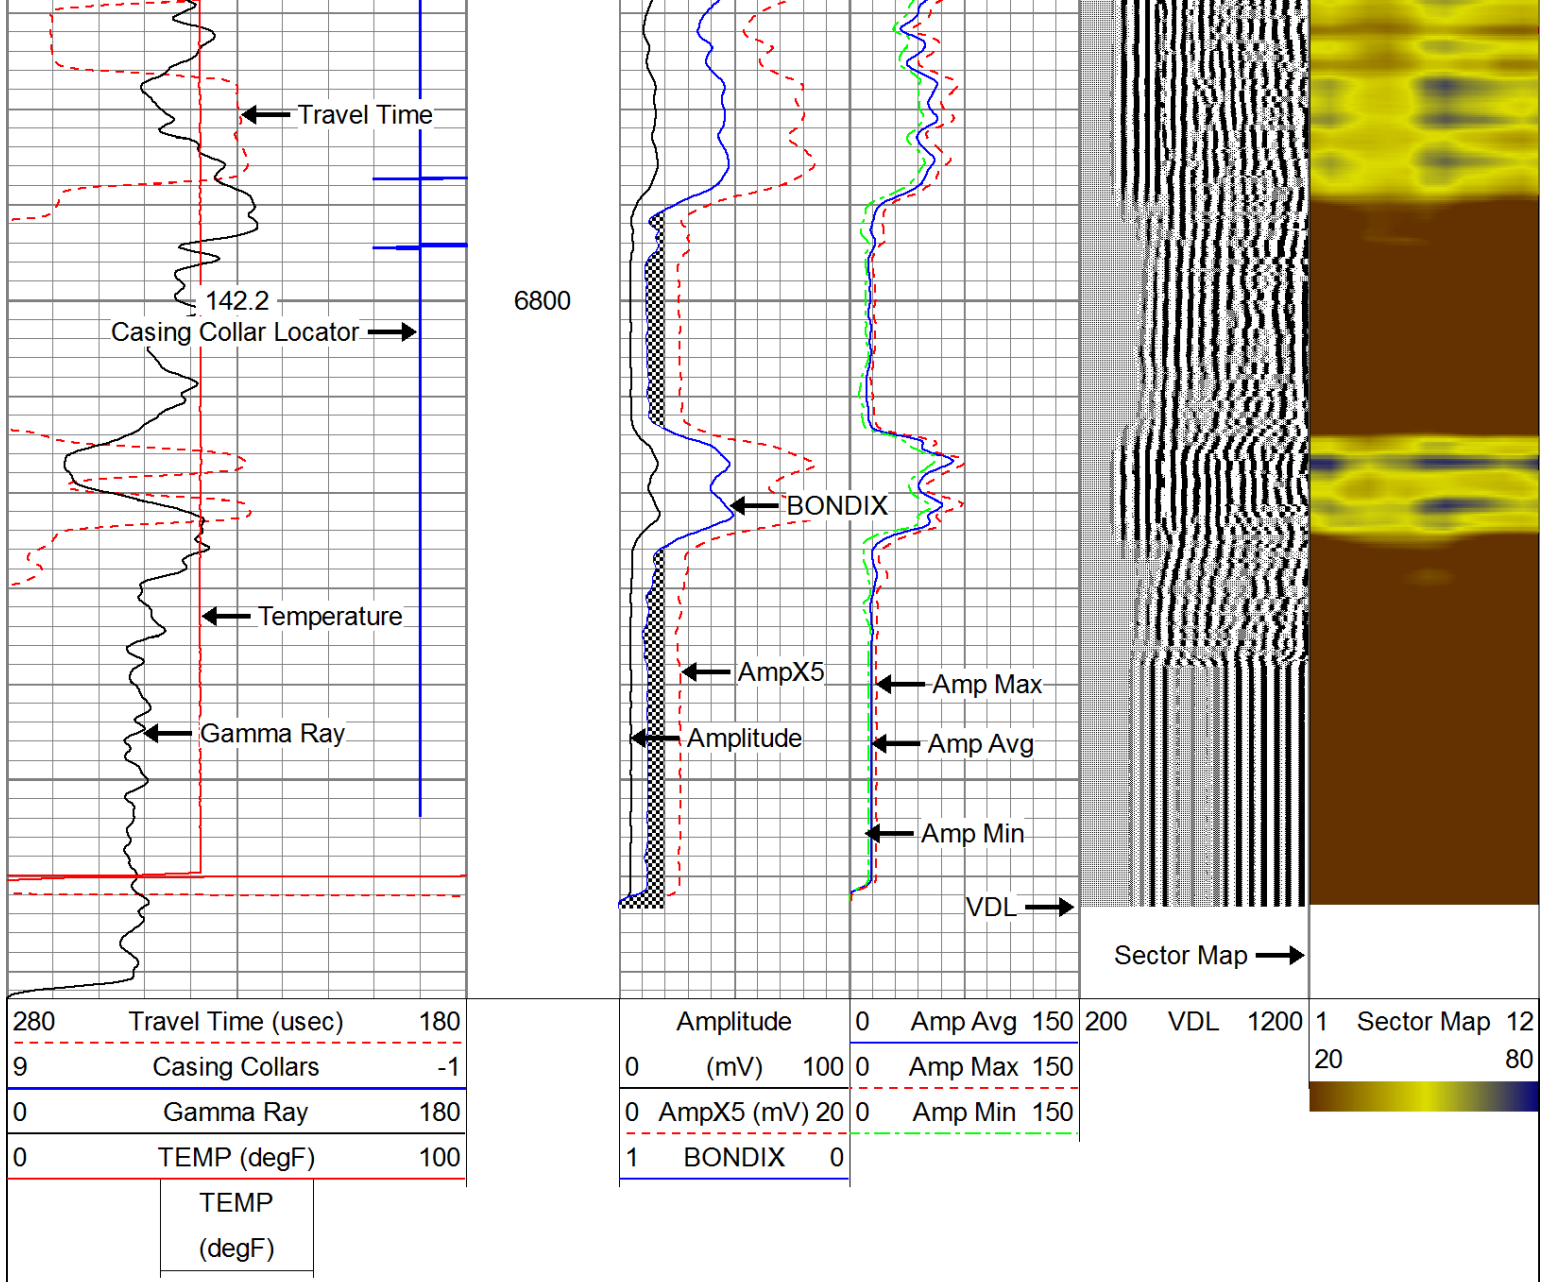 Travel Time
142.2
6800
Casing Collar Locator
BONDIX
Temperature
AmpX5
Amp Max
Gamma Ray
Amplitude
Amp Avg
Amp Min
VDL
Sector Map
280 Travel Time (usec) 180
9 Casing Collars -1
0 Gamma Ray 180
0 TEMP (degF) 100
TEMP
(degF)
Amplitude
0 (mV) 100
0 AmpX5 (mV) 20
1 BONDIX 0
0 Amp Avg 150
0 Amp Max 150
0 Amp Min 150
200 VDL 1200
1 Sector Map 12
20 80